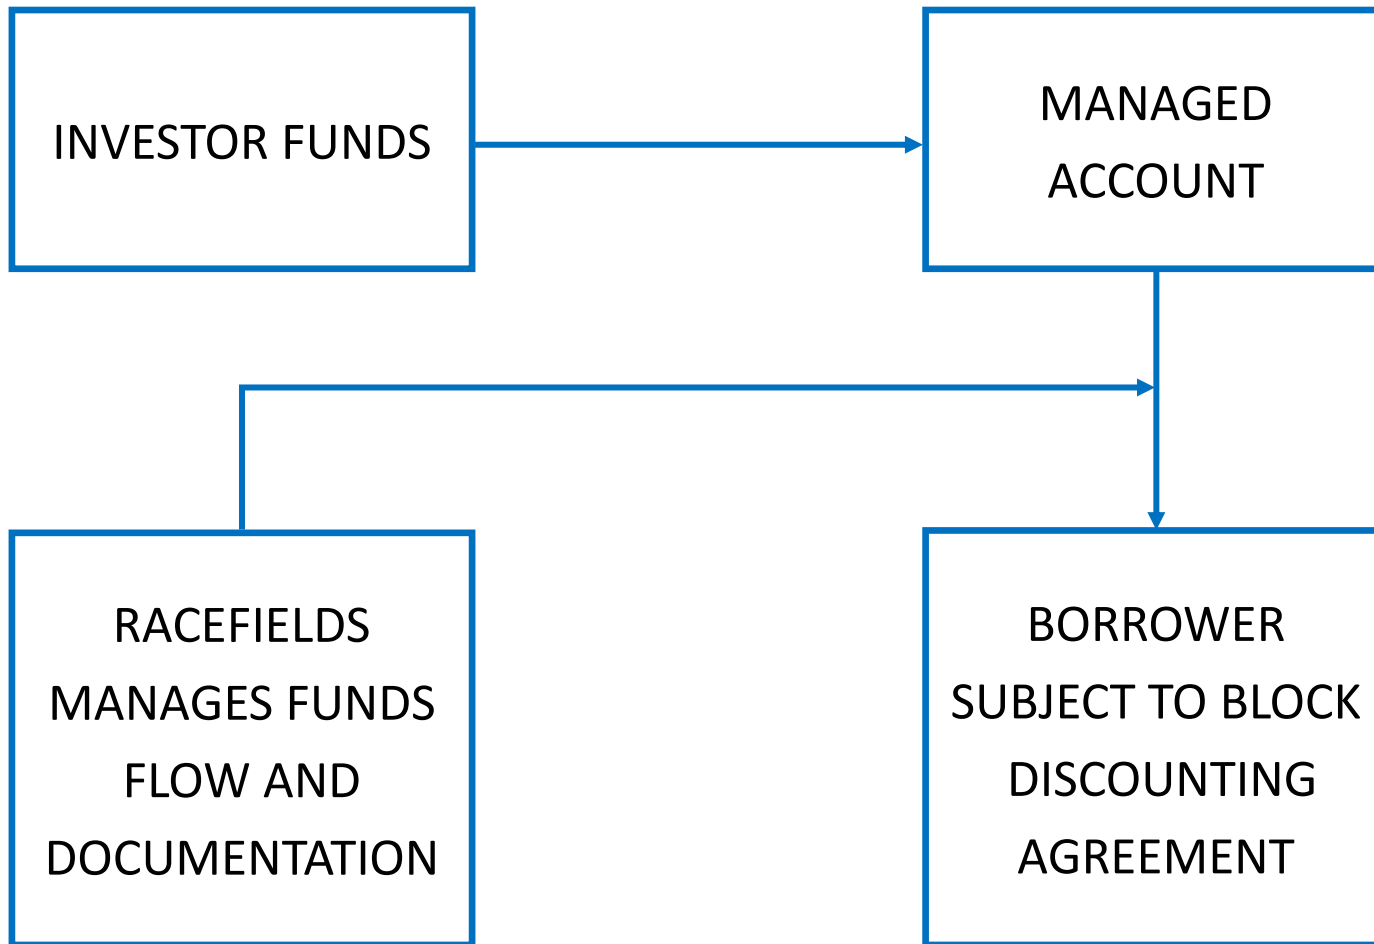 INVESTOR FUNDS
MANAGED
ACCOUNT
RACEFIELDS
MANAGES FUNDS
FLOW AND
DOCUMENTATION
BORROWER
SUBJECT TO BLOCK
DISCOUNTING
AGREEMENT